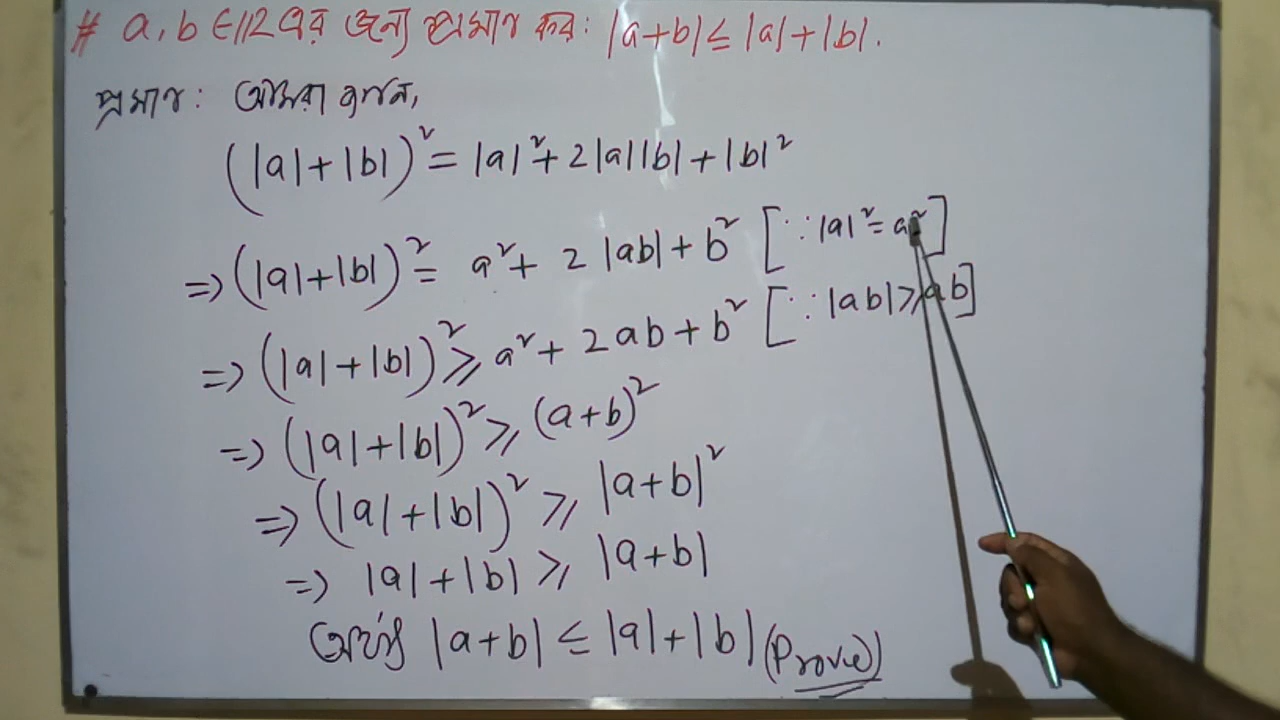 # a, b ∈ ℝ এর জন্য প্রমাণ কর: |a+b| ≤ |a|+|b|.
প্রমাণ: আমরা জানি,
(|a|+|b|)² = |a|²+2|a||b|+|b|²
⇒ (|a|+|b|)² = a²+2|ab|+b² [∵ |a|²=a²]
⇒ (|a|+|b|)² ≥ a²+2ab+b² [∵ |ab|≥ab]
⇒ (|a|+|b|)² ≥ (a+b)²
⇒ (|a|+|b|)² ≥ |a+b|²
⇒ |a|+|b| ≥ |a+b|
অর্থাৎ |a+b| ≤ |a|+|b| (Prove)